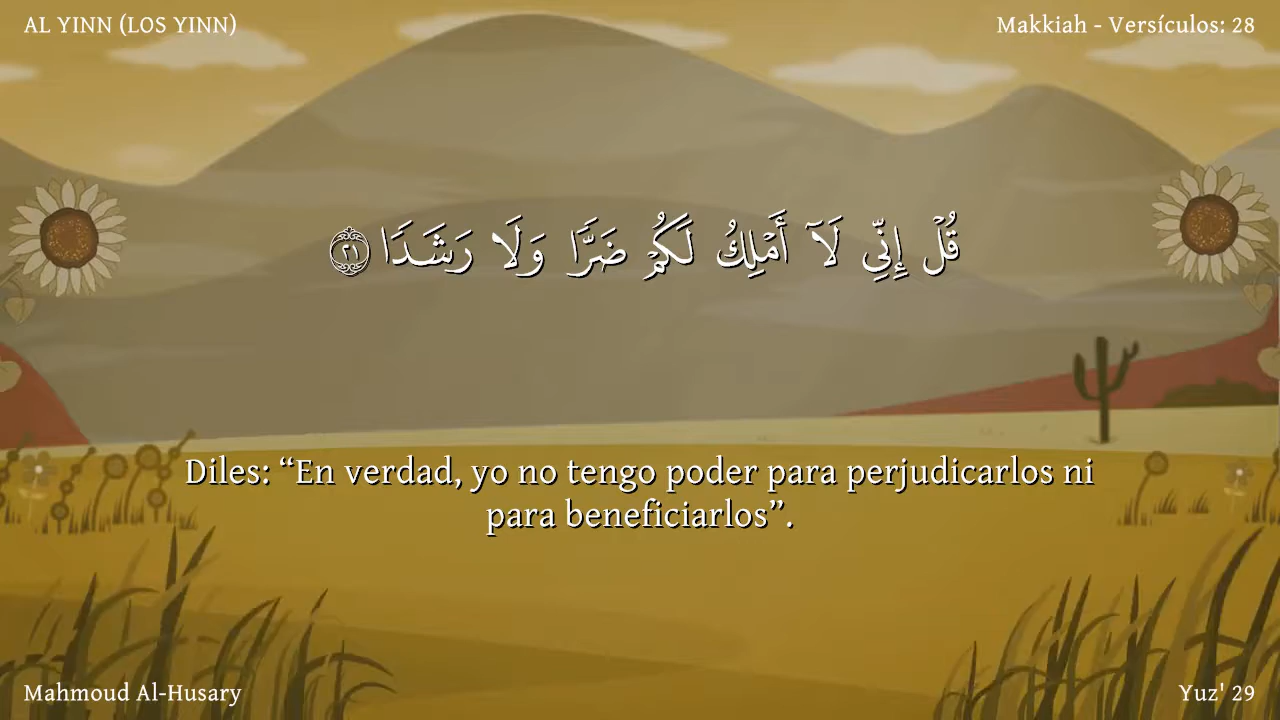 AL YINN (LOS YINN)
Makkiah - Versículos: 28
قُلْ إِنِّي لَآ أَمْلِكُ لَكُمْ ضَرًّا وَلَا رَشَدًا ٢١
Diles: “En verdad, yo no tengo poder para perjudicarlos ni
para beneficiarlos”.
Mahmoud Al-Husary
Yuz' 29